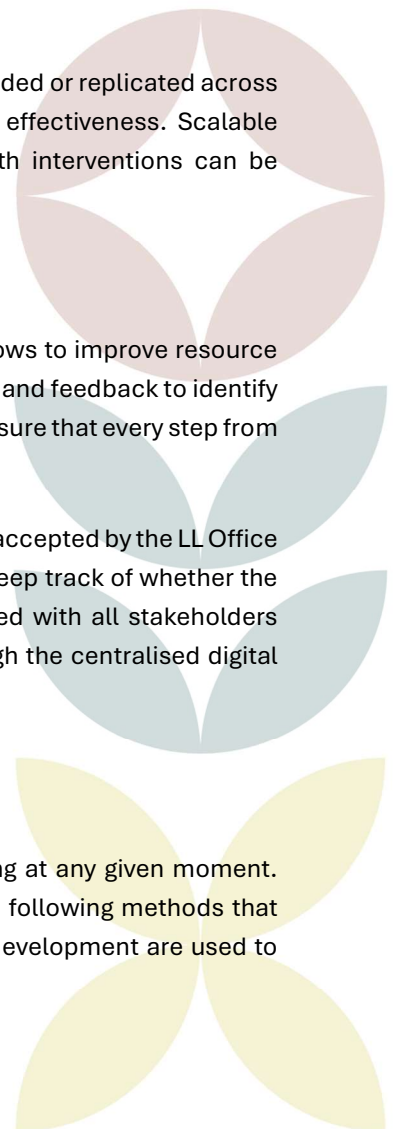 ded or replicated across
effectiveness. Scalable
th interventions can be
ows to improve resource
and feedback to identify
sure that every step from
accepted by the LL Office
eep track of whether the
ed with all stakeholders
gh the centralised digital
ng at any given moment.
following methods that
evelopment are used to